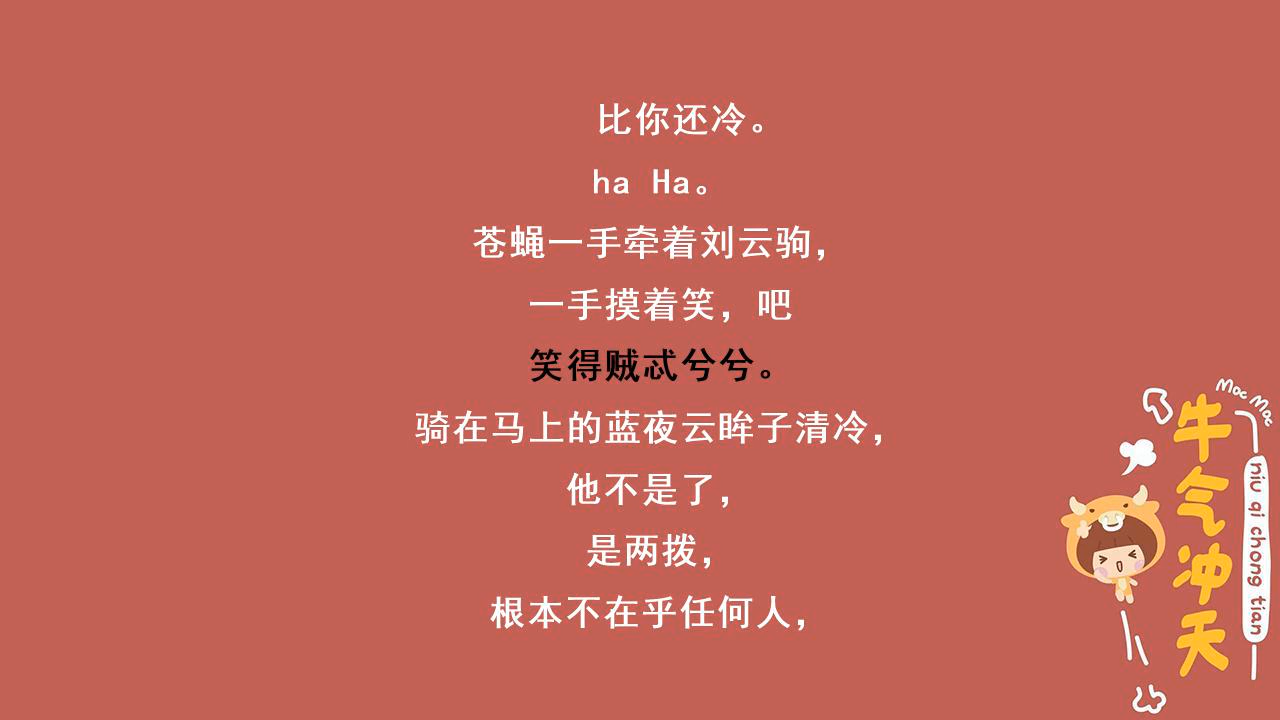 比你还冷。
ha Ha。
苍蝇一手牵着刘云驹，
一手摸着笑，吧
笑得贼忒兮兮。
骑在马上的蓝夜云眸子清冷，
他不是了，
是两拨，
根本不在乎任何人，
Moc Moc
牛气冲天
niu qi chong tian